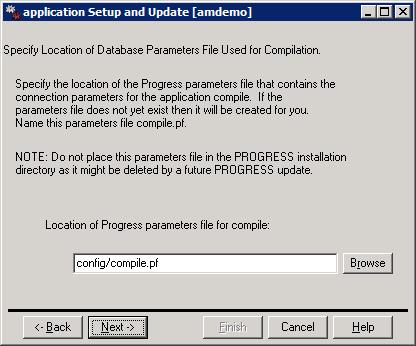 application Setup and Update [amdemo]
Specify Location of Database Parameters File Used for Compilation.
Specify the location of the Progress parameters file that contains the
connection parameters for the application compile.  If the
parameters file does not yet exist then it will be created for you.
Name this parameters file compile.pf.
NOTE: Do not place this parameters file in the PROGRESS installation
directory as it might be deleted by a future PROGRESS update.
Location of Progress parameters file for compile:
config/compile.pf Browse
<- Back Next -> Finish Cancel Help